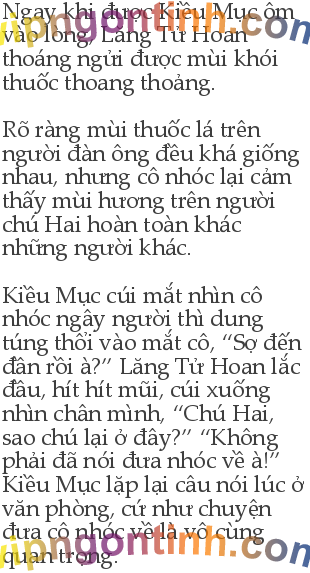 Ngay khi được Kiều Mục ôm
vào lòng, Lăng Tử Hoan
thoáng ngửi được mùi khói
thuốc thoang thoảng.
Rõ ràng mùi thuốc lá trên
người đàn ông đều khá giống
nhau, nhưng cô nhóc lại cảm
thấy mùi hương trên người
chú Hai hoàn toàn khác
những người khác.
Kiều Mục cúi mắt nhìn cô
nhóc ngây người thì dung
túng thổi vào mắt cô, “Sợ đến
đần rồi à?” Lăng Tử Hoan lắc
đầu, hít hít mũi, cúi xuống
nhìn chân mình, “Chú Hai,
sao chú lại ở đây?” “Không
phải đã nói đưa nhóc về à!”
Kiều Mục lặp lại câu nói lúc ở
văn phòng, cứ như chuyện
đưa cô nhóc về là vô cùng
quan trọng.
vipngontinh.com
vipngontinh.com